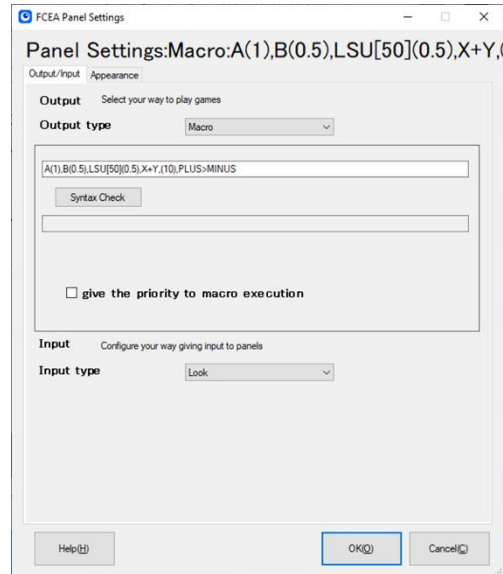 FCEA Panel Settings
Panel Settings:Macro:A(1),B(0.5),LSU[50](0.5),X+Y,(
Output/Input Appearance
Output Select your way to play games
Output type Macro
A(1),B(0.5),LSU[50](0.5),X+Y,(10),PLUS>MINUS
Syntax Check
give the priority to macro execution
Input Configure your way giving input to panels
Input type Look
Help(H) OK(O) Cancel(C)